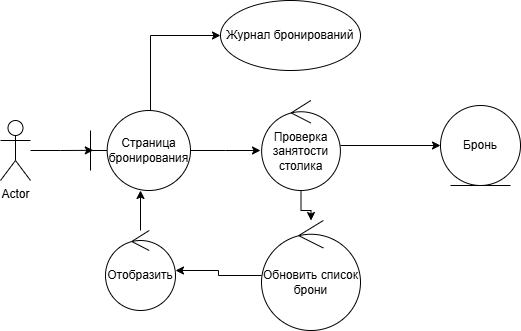 Журнал бронирований
Страница
бронирования
Проверка
занятости
столика
Бронь
Actor
Отобразить
Обновить список
брони